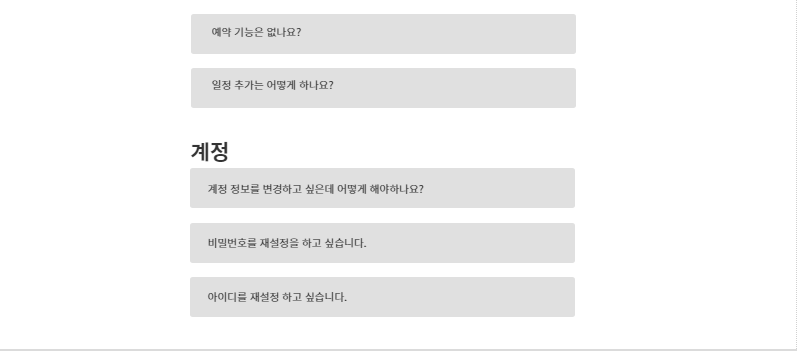 예약 기능은 없나요?
일정 추가는 어떻게 하나요?
계정
계정 정보를 변경하고 싶은데 어떻게 해야하나요?
비밀번호를 재설정을 하고 싶습니다.
아이디를 재설정 하고 싶습니다.